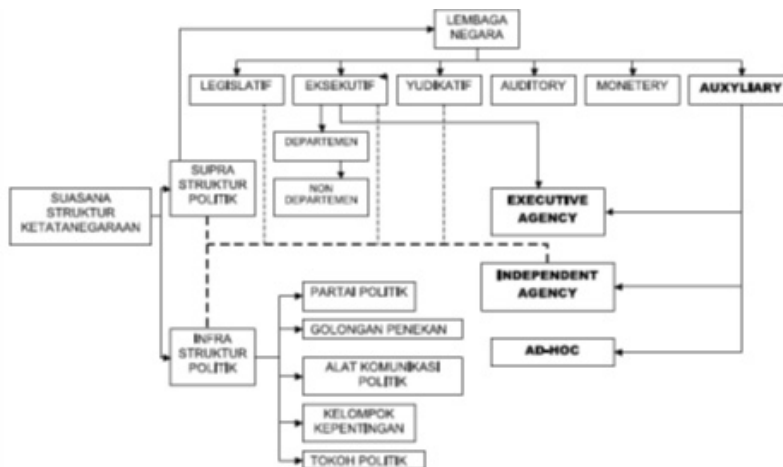 LEMBAGA
NEGARA
LEGISLATIF
EKSEKUTIF
YUDIKATIF
AUDITORY
MONETERY
AUXYLIARY
DEPARTEMEN
NON
DEPARTEMEN
SUPRA
STRUKTUR
POLITIK
SUASANA
STRUKTUR
KETATANEGARAAN
EXECUTIVE
AGENCY
INDEPENDENT
AGENCY
AD-HOC
INFRA
STRUKTUR
POLITIK
PARTAI POLITIK
GOLONGAN PENEKAN
ALAT KOMUNIKASI
POLITIK
KELOMPOK
KEPENTINGAN
TOKOH POLITIK